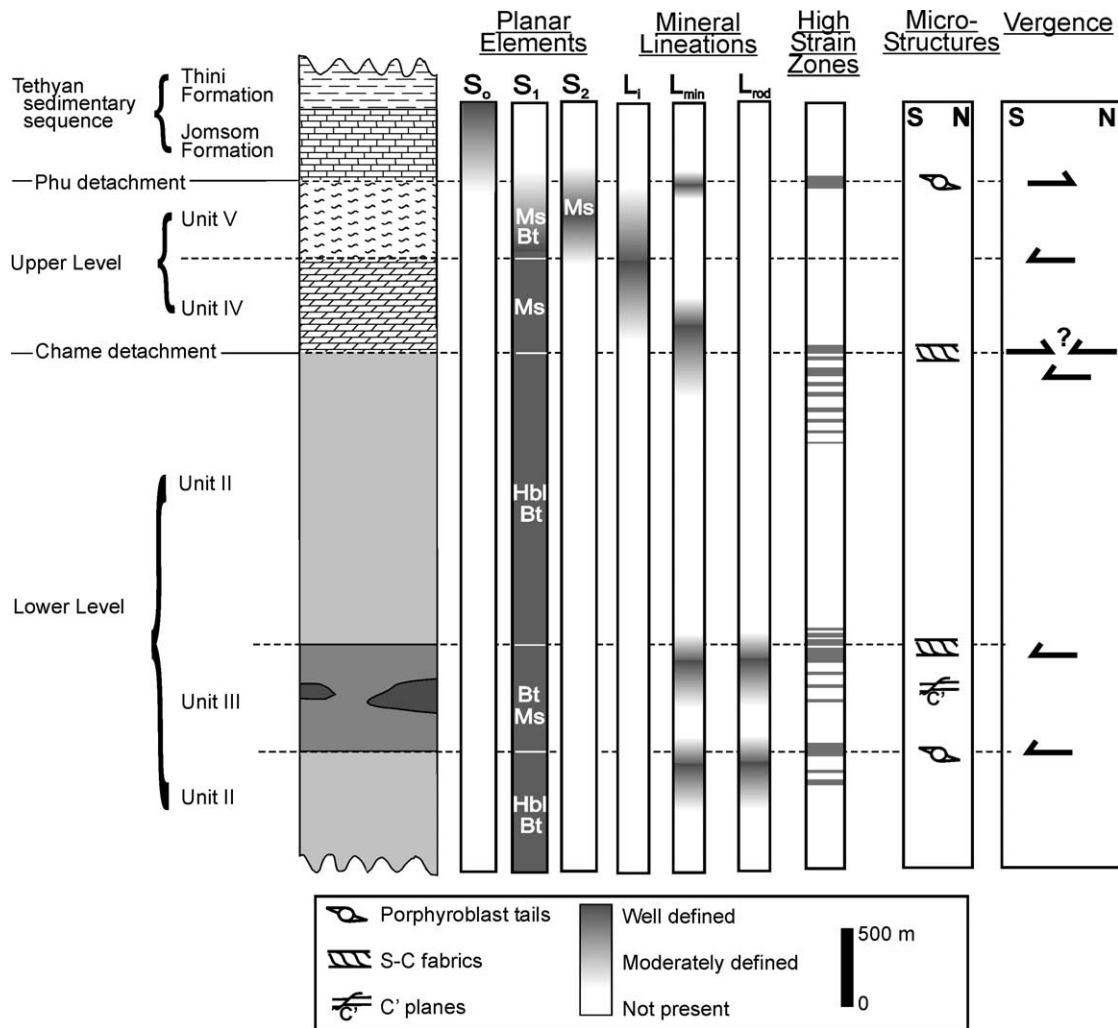 Planar
Elements
Mineral
Lineations
High
Strain
Zones
Micro-
Structures
Vergence
Tethyan
sedimentary
sequence
Thini
Formation
Jomsom
Formation
So
S1
S2
Li
Lmin
Lrod
S N
S N
Phu detachment
Unit V
Ms
Bt
Ms
Upper Level
Unit IV
Ms
Chame detachment
?
Unit II
Hbl
Bt
Lower Level
Unit III
Bt
Ms
C'
Unit II
Hbl
Bt
Porphyroblast tails
S-C fabrics
C' planes
C'
Well defined
Moderately defined
Not present
500 m
0